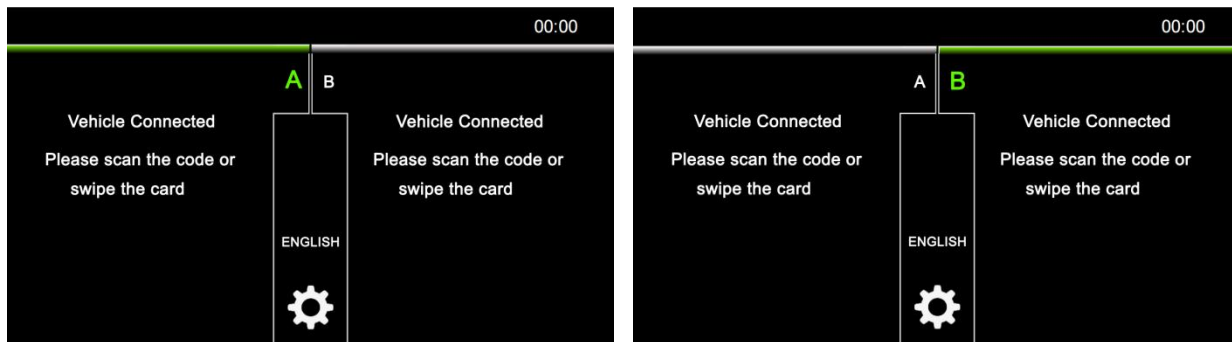 00:00
A B
Vehicle Connected
Please scan the code or
swipe the card
Vehicle Connected
Please scan the code or
swipe the card
ENGLISH
00:00
A B
Vehicle Connected
Please scan the code or
swipe the card
Vehicle Connected
Please scan the code or
swipe the card
ENGLISH